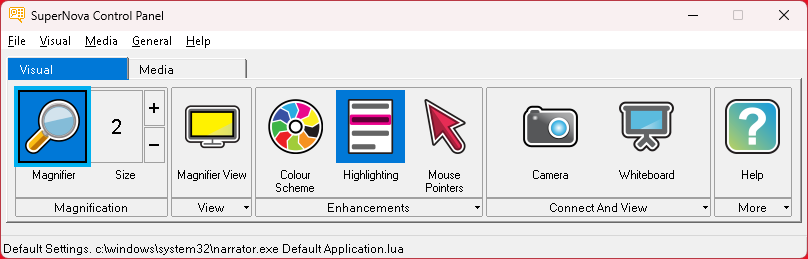 SuperNova Control Panel
File Visual Media General Help
Visual Media
2 + −
Magnifier Size Magnifier View Colour Scheme Highlighting Mouse Pointers Camera Whiteboard ? Help
Magnification View Enhancements Connect And View More
Default Settings. c:\windows\system32\narrator.exe Default Application.lua